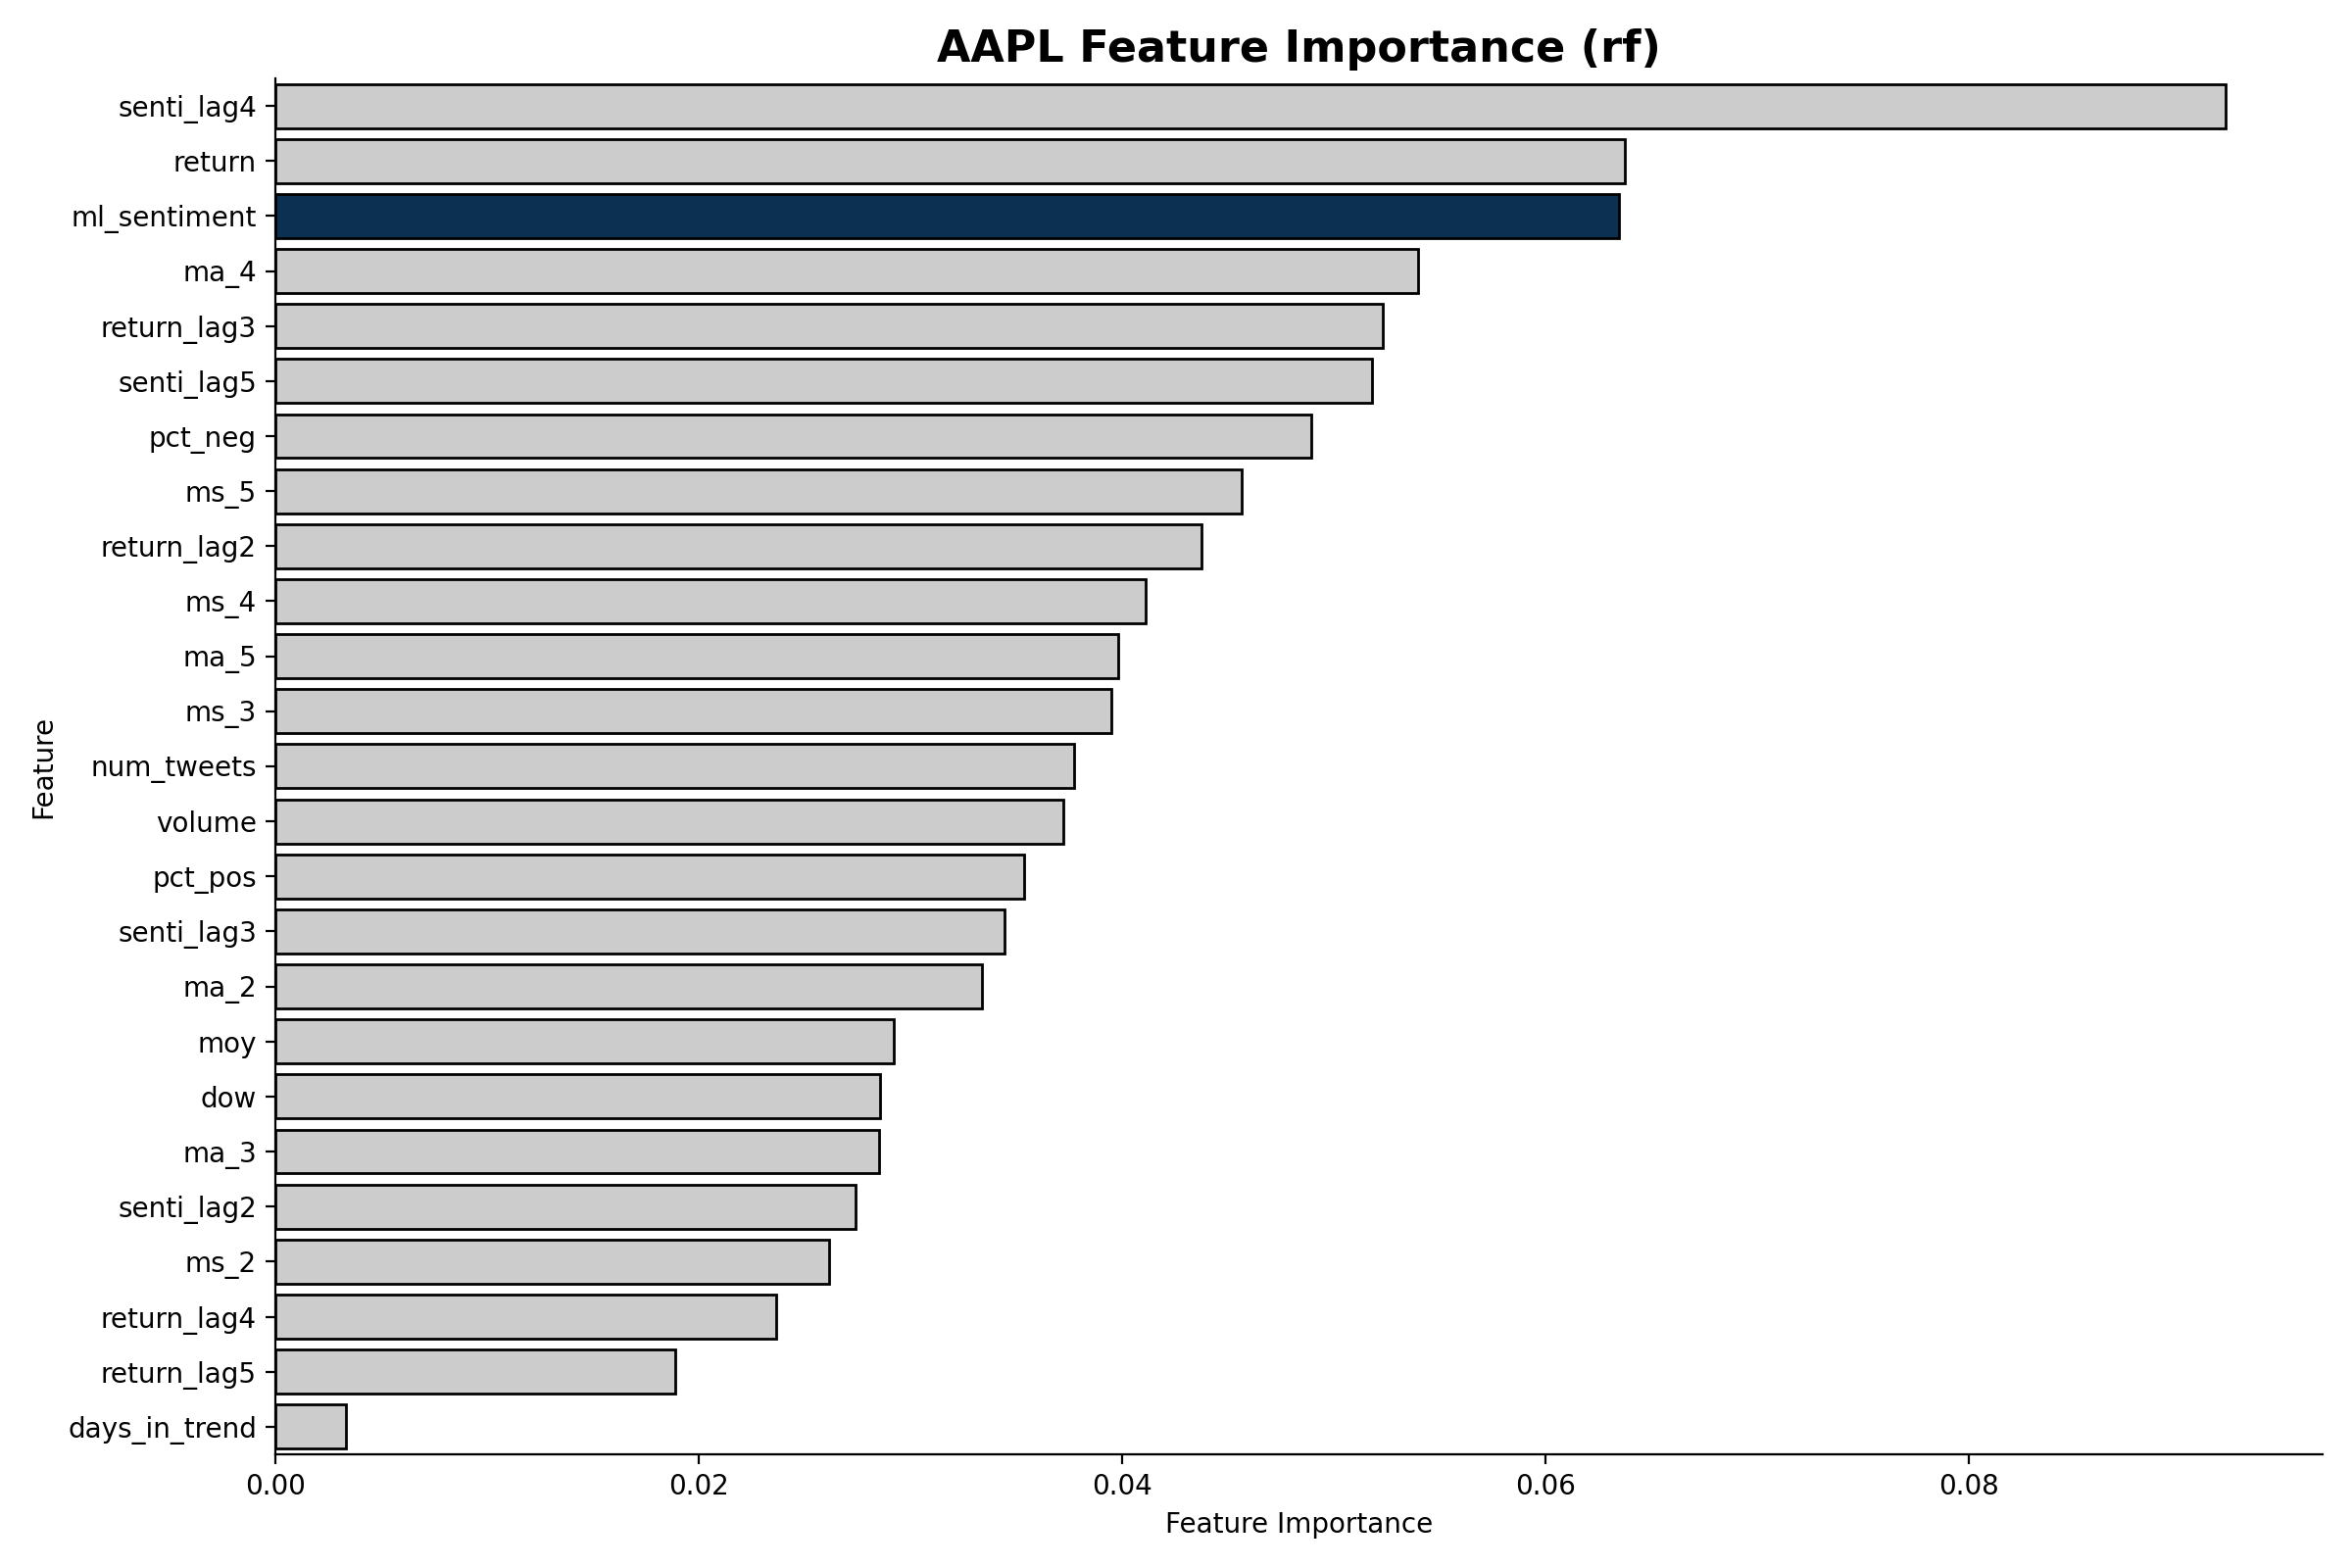 AAPL Feature Importance (rf)
senti_lag4
return
ml_sentiment
ma_4
return_lag3
senti_lag5
pct_neg
ms_5
return_lag2
ms_4
ma_5
ms_3
num_tweets
volume
pct_pos
senti_lag3
ma_2
moy
dow
ma_3
senti_lag2
ms_2
return_lag4
return_lag5
days_in_trend
Feature
0.00 0.02 0.04 0.06 0.08
Feature Importance